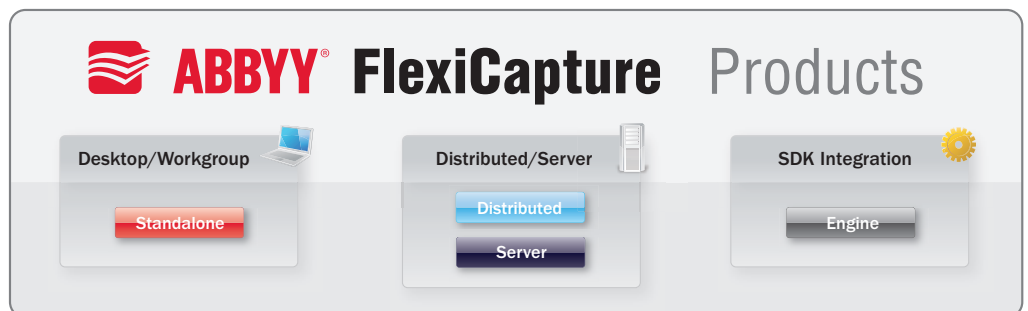 ABBYY® FlexiCapture Products
Desktop/Workgroup
Standalone
Distributed/Server
Distributed
Server
SDK Integration
Engine